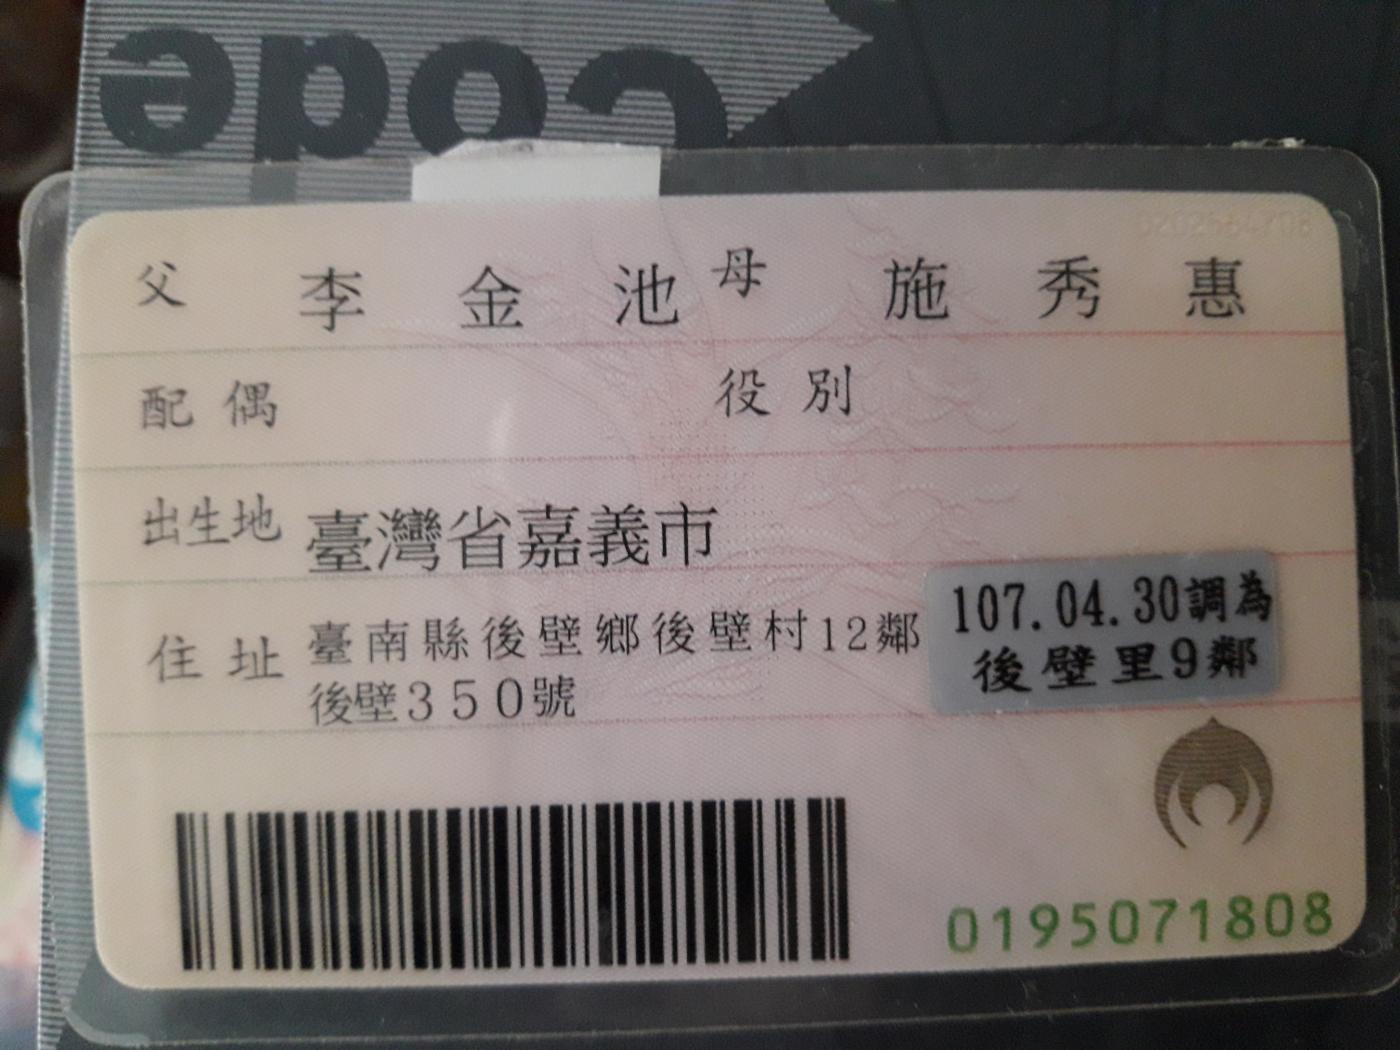 Code
父 李金池 母 施秀惠
配偶 役別
出生地 臺灣省嘉義市
住址 臺南縣後壁鄉後壁村12鄰
後壁350號
107.04.30調為
後壁里9鄰
0195071808